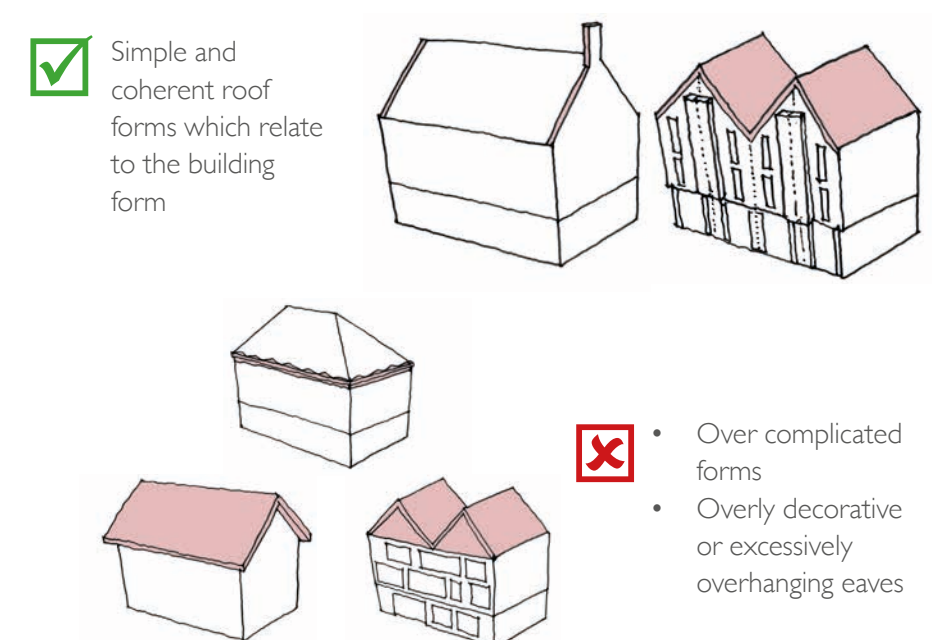 Simple and
coherent roof
forms which relate
to the building
form
• Over complicated
forms
• Overly decorative
or excessively
overhanging eaves